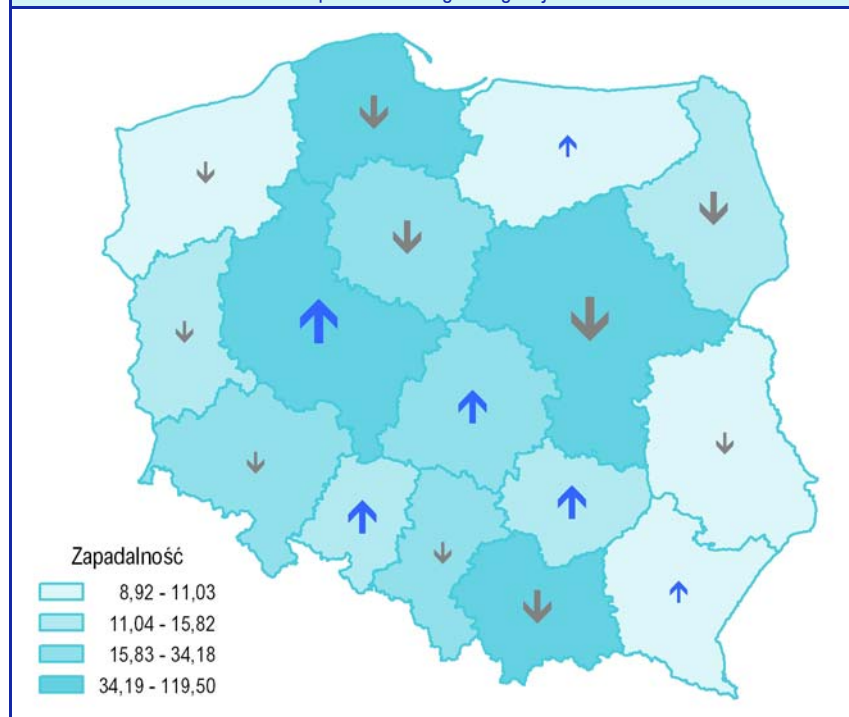 Zapadalność
8,92 - 11,03
11,04 - 15,82
15,83 - 34,18
34,19 - 119,50